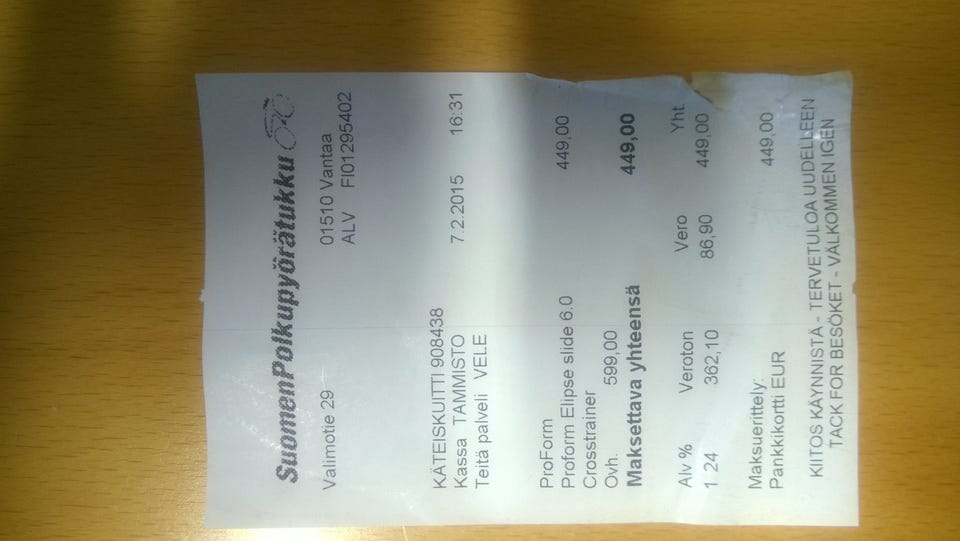 SuomenPolkupyörätukku
Valimotie 29 01510 Vantaa
ALV FI01295402
KÄTEISKUITTI 908438
Kassa TAMMISTO 7.2.2015 16:31
Teitä palveli VELE
ProForm
Proform Elipse slide 6.0 449,00
Crosstrainer
Ovh. 599,00
Maksettava yhteensä 449,00
Alv % Veroton Vero Yht.
1 24 362,10 86,90 449,00
Maksuerittely:
Pankkikortti EUR 449,00
KIITOS KÄYNNISTÄ - TERVETULOA UUDELLEEN
TACK FÖR BESÖKET - VÄLKOMMEN IGEN